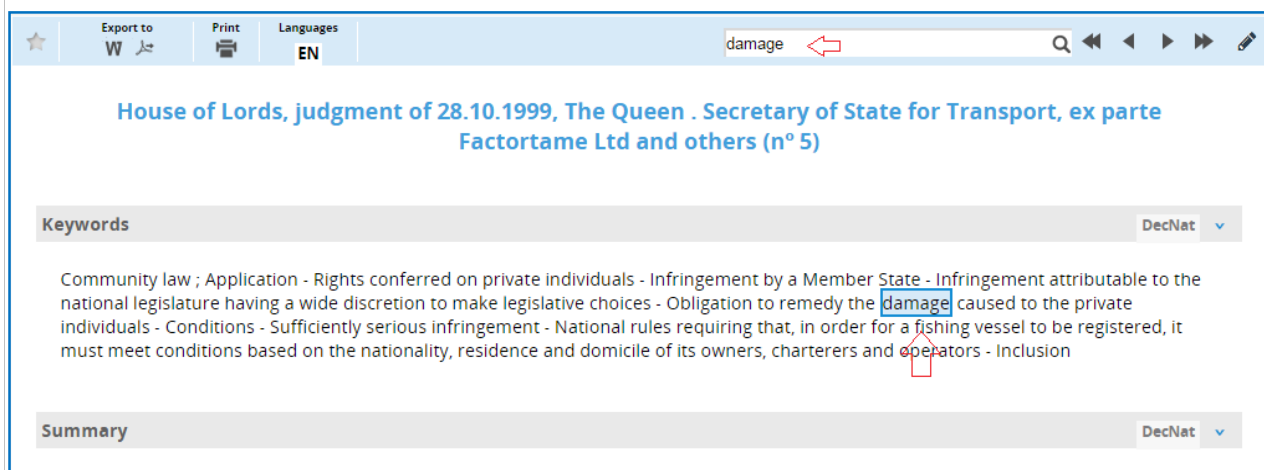 Export to Print Languages
EN
damage
House of Lords, judgment of 28.10.1999, The Queen . Secretary of State for Transport, ex parte
Factortame Ltd and others (nº 5)
Keywords DecNat
Community law ; Application - Rights conferred on private individuals - Infringement by a Member State - Infringement attributable to the
national legislature having a wide discretion to make legislative choices - Obligation to remedy the damage caused to the private
individuals - Conditions - Sufficiently serious infringement - National rules requiring that, in order for a fishing vessel to be registered, it
must meet conditions based on the nationality, residence and domicile of its owners, charterers and operators - Inclusion
Summary DecNat